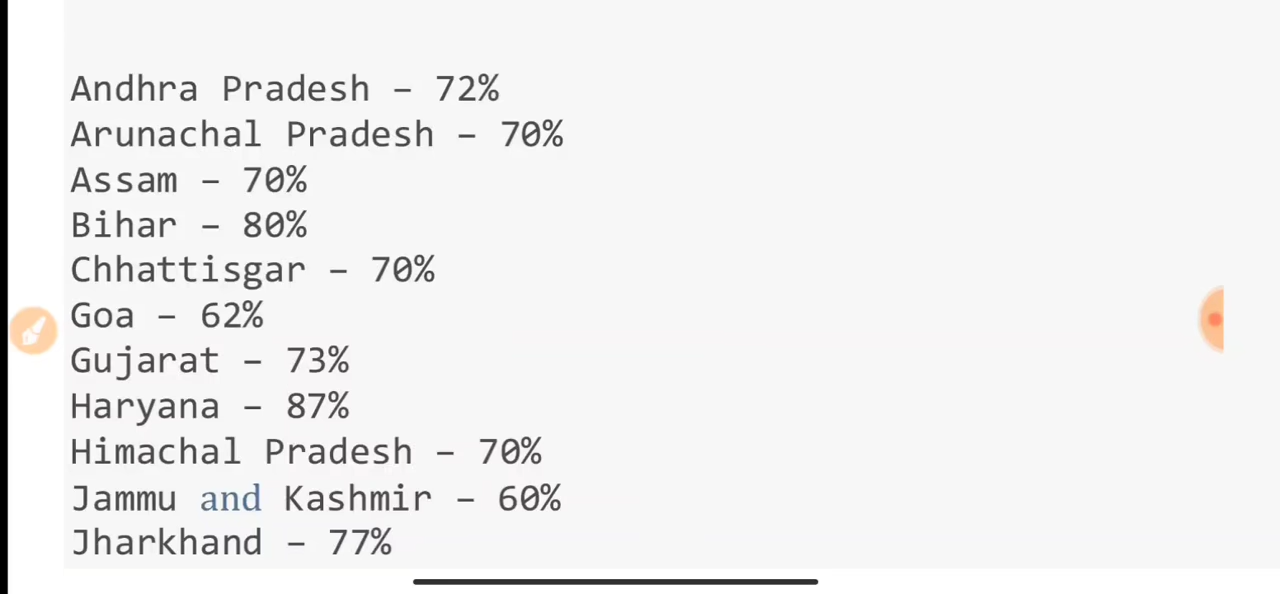 Andhra Pradesh – 72%
Arunachal Pradesh – 70%
Assam – 70%
Bihar – 80%
Chhattisgar – 70%
Goa – 62%
Gujarat – 73%
Haryana – 87%
Himachal Pradesh – 70%
Jammu and Kashmir – 60%
Jharkhand – 77%